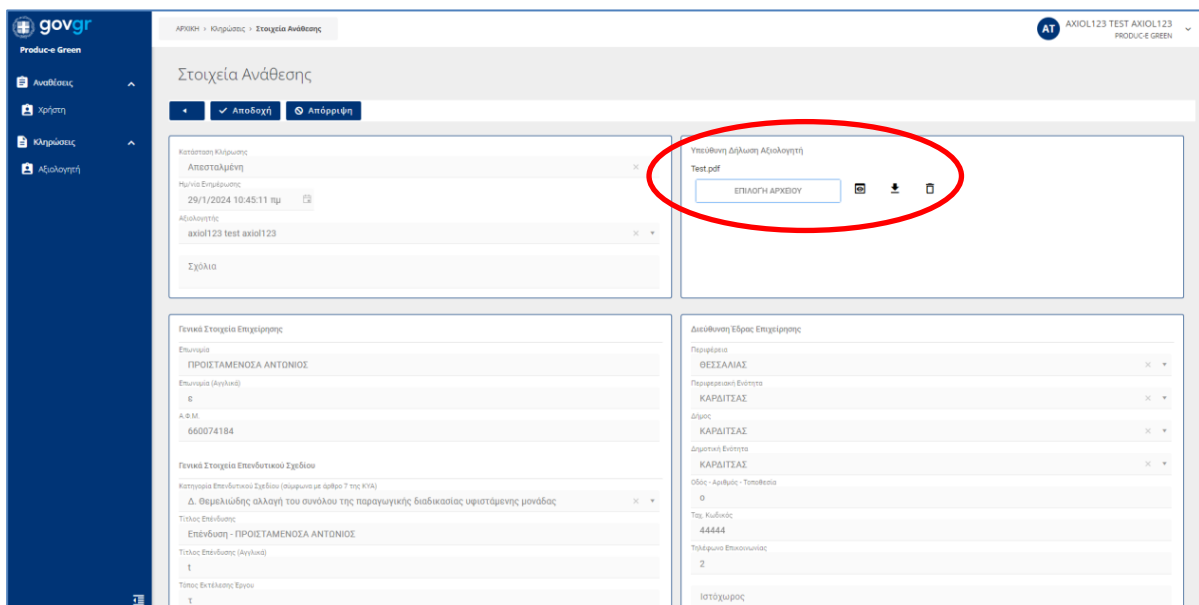 govgr
Produc-e Green
Αναθέσεις
Χρήστη
Κληρώσεις
Αξιολογητή
ΑΡΧΙΚΗ › Κληρώσεις › Στοιχεία Ανάθεσης
AT
AXIOL123 TEST AXIOL123
PRODUC-E GREEN
Στοιχεία Ανάθεσης
Αποδοχή
Απόρριψη
Κατάσταση Κλήρωσης
Απεσταλμένη
Ημ/νία Ενημέρωσης
29/1/2024 10:45:11 πμ
Αξιολογητής
axiol123 test axiol123
Σχόλια
Υπεύθυνη Δήλωση Αξιολογητή
Test.pdf
ΕΠΙΛΟΓΗ ΑΡΧΕΙΟΥ
Γενικά Στοιχεία Επιχείρησης
Επωνυμία
ΠΡΟΙΣΤΑΜΕΝΟΣΑ ΑΝΤΩΝΙΟΣ
Επωνυμία (Αγγλικά)
ε
Α.Φ.Μ.
660074184
Γενικά Στοιχεία Επενδυτικού Σχεδίου
Κατηγορία Επενδυτικού Σχεδίου (σύμφωνα με άρθρο 7 της ΚΥΑ)
Δ. Θεμελιώδης αλλαγή του συνόλου της παραγωγικής διαδικασίας υφιστάμενης μονάδας
Τίτλος Επένδυσης
Επένδυση - ΠΡΟΙΣΤΑΜΕΝΟΣΑ ΑΝΤΩΝΙΟΣ
Τίτλος Επένδυσης (Αγγλικά)
t
Τόπος Εκτέλεσης Έργου
τ
Διεύθυνση Έδρας Επιχείρησης
Περιφέρεια
ΘΕΣΣΑΛΙΑΣ
Περιφερειακή Ενότητα
ΚΑΡΔΙΤΣΑΣ
Δήμος
ΚΑΡΔΙΤΣΑΣ
Δημοτική Ενότητα
ΚΑΡΔΙΤΣΑΣ
Οδός - Αριθμός - Τοποθεσία
ο
Ταχ. Κωδικός
44444
Τηλέφωνο Επικοινωνίας
2
Ιστόχωρος